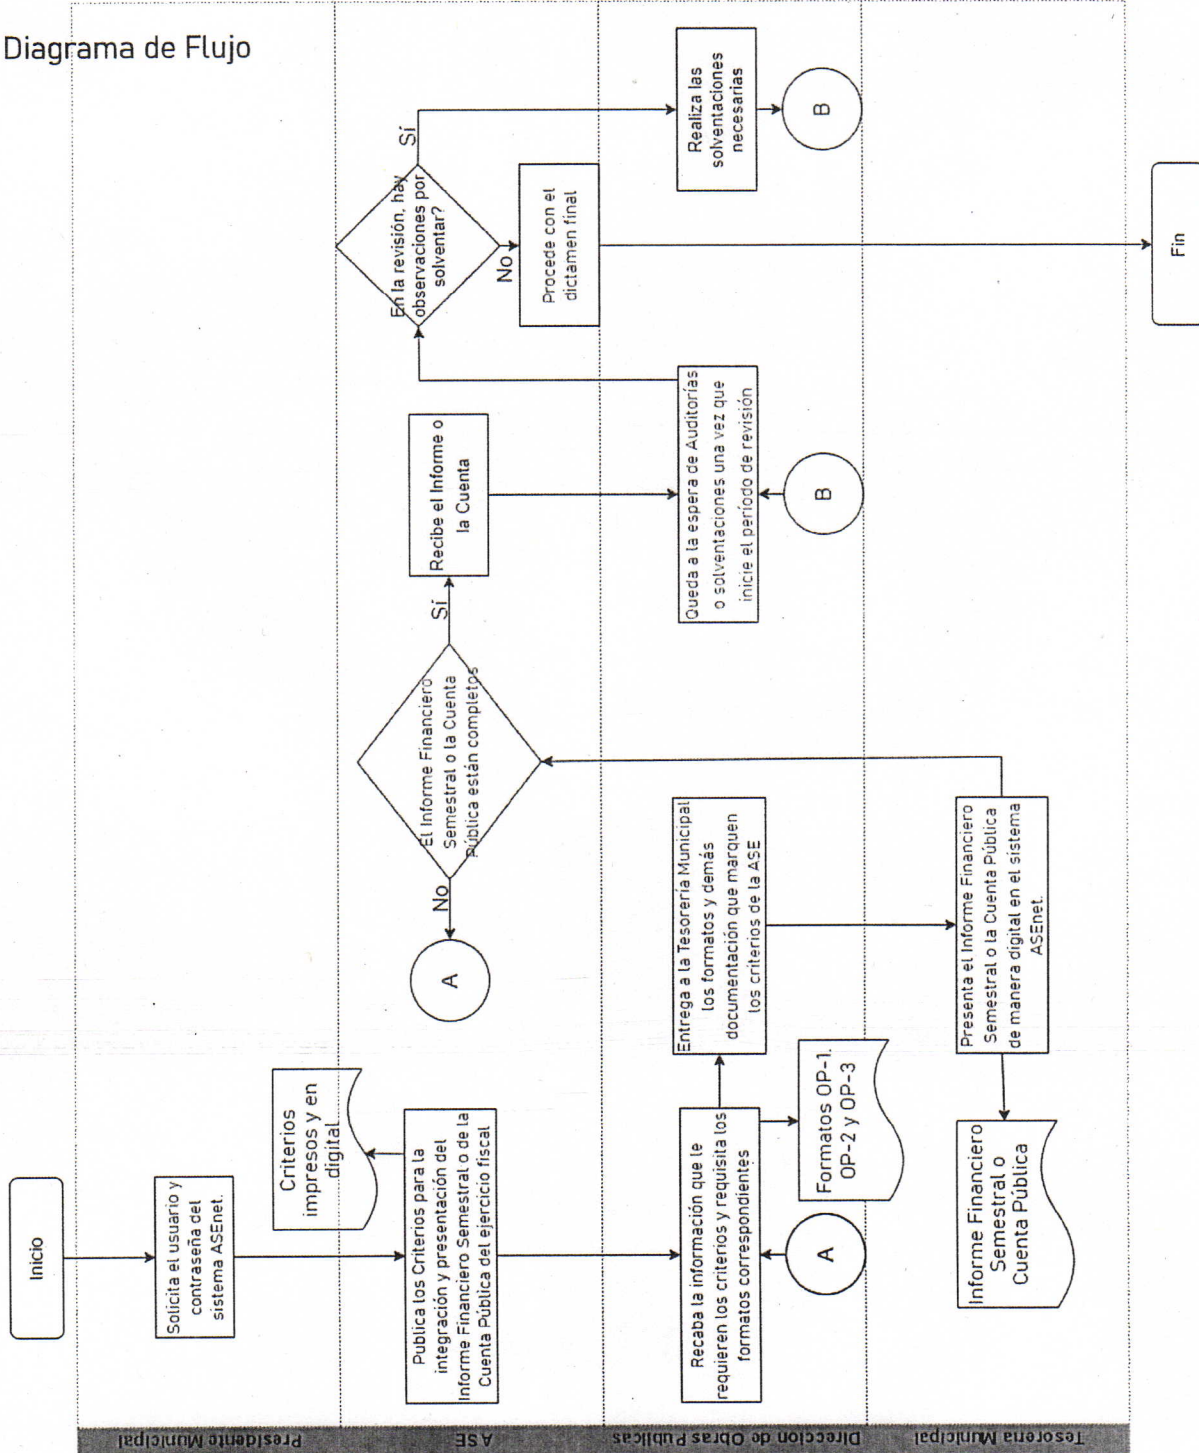 Diagrama de Flujo
Presidente Municipal
ASE
Dirección de Obras Públicas
Tesorería Municipal
Inicio
Solicita el usuario y
contraseña del
sistema ASEnet.
Criterios
impresos y en
digital
Publica los Criterios para la
integración y presentación del
Informe Financiero Semestral o de la
Cuenta Pública del ejercicio fiscal
Recaba la información que le
requieren los criterios y requisita los
formatos correspondientes
A
Formatos OP-1.
OP-2 y OP-3
Entrega a la Tesorería Municipal
los formatos y demás
documentación que marquen
los criterios de la ASE
Presenta el Informe Financiero
Semestral o la Cuenta Pública
de manera digital en el sistema
ASEnet.
Informe Financiero
Semestral o
Cuenta Pública
El Informe Financiero
Semestral o la Cuenta
Pública están completos
No
A
Sí
Recibe el Informe o
la Cuenta
Queda a la espera de Auditorías
o solventaciones una vez que
inicie el período de revisión
B
En la revisión, hay
observaciones por
solventar?
No
Procede con el
dictamen final
Sí
Realiza las
solventaciones
necesarias
B
Fin